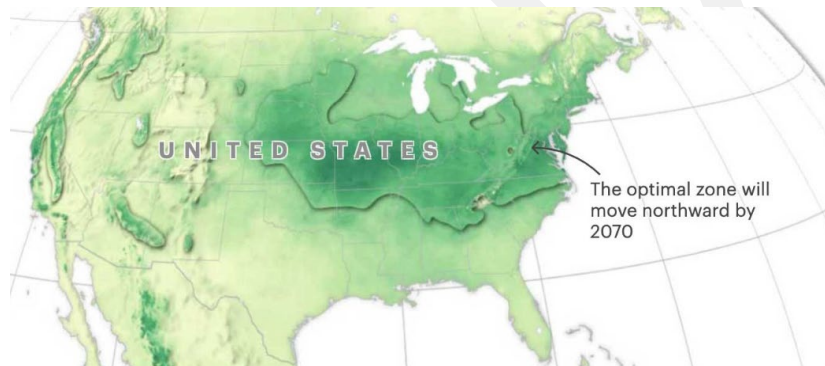 UNITED STATES
The optimal zone will
move northward by
2070